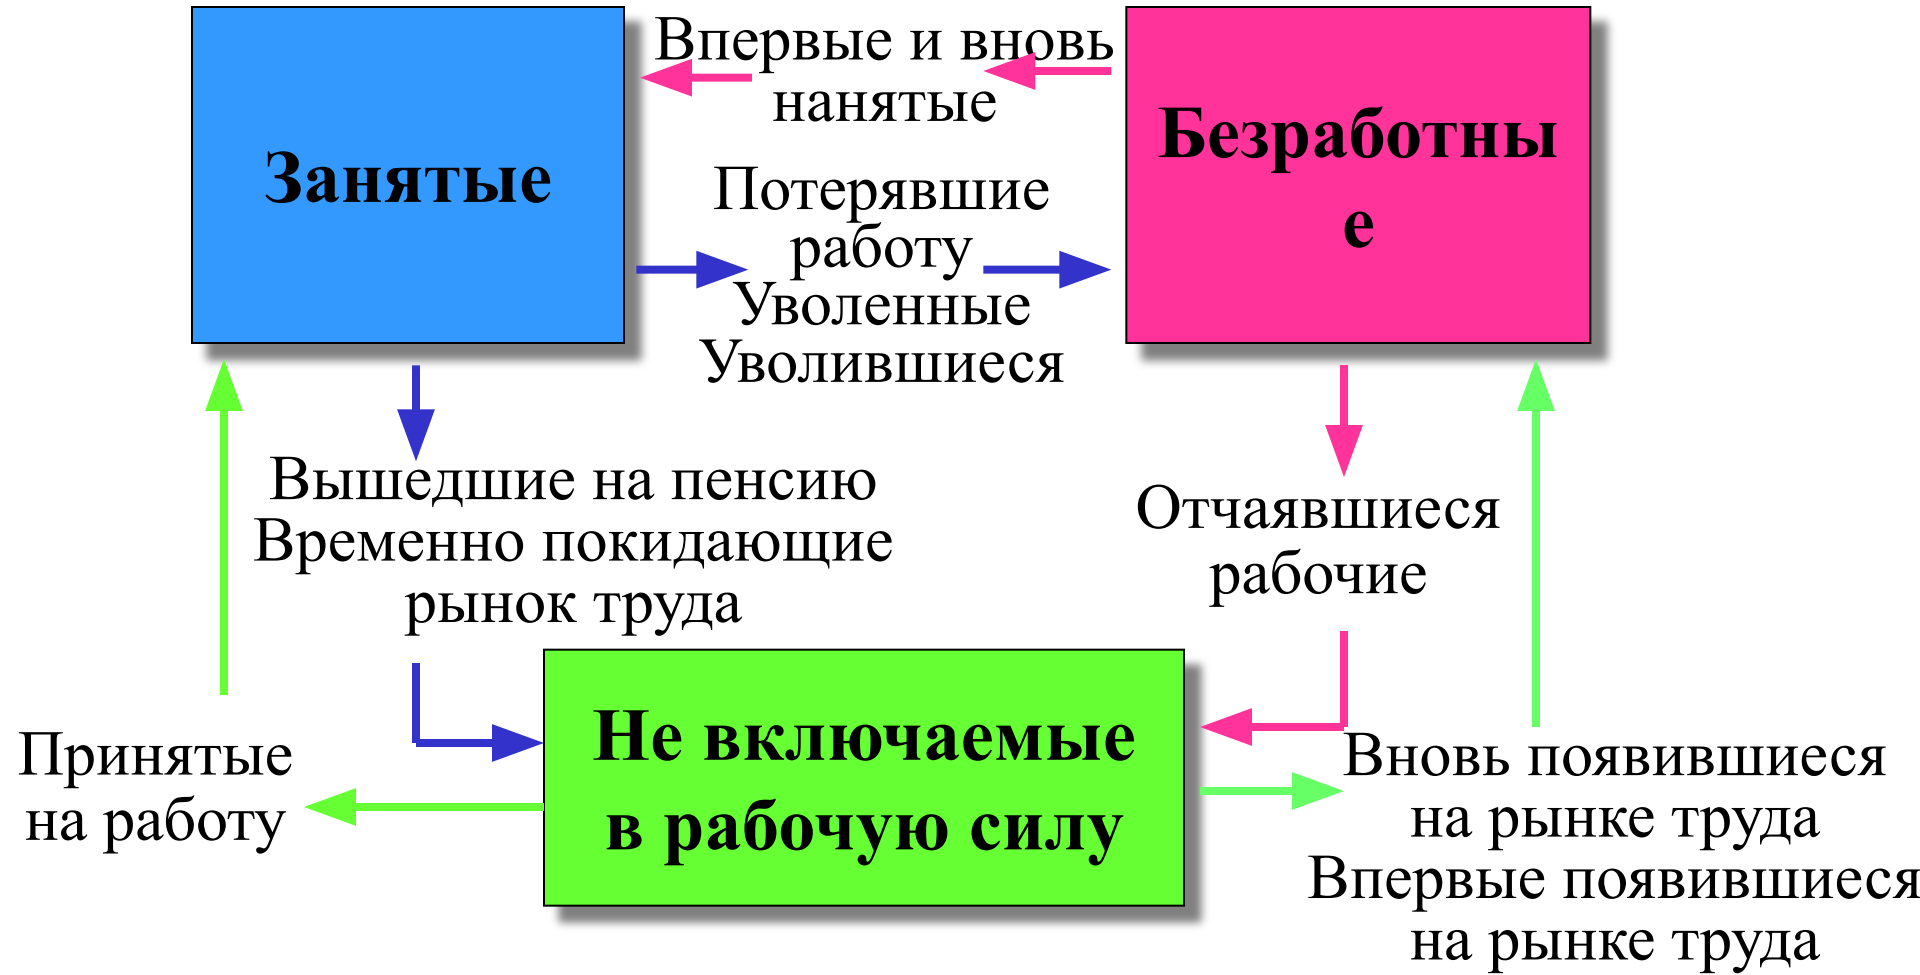 Занятые
Впервые и вновь
нанятые
Безработны
е
Потерявшие
работу
Уволенные
Уволившиеся
Вышедшие на пенсию
Временно покидающие
рынок труда
Отчаявшиеся
рабочие
Принятые
на работу
Не включаемые
в рабочую силу
Вновь появившиеся
на рынке труда
Впервые появившиеся
на рынке труда